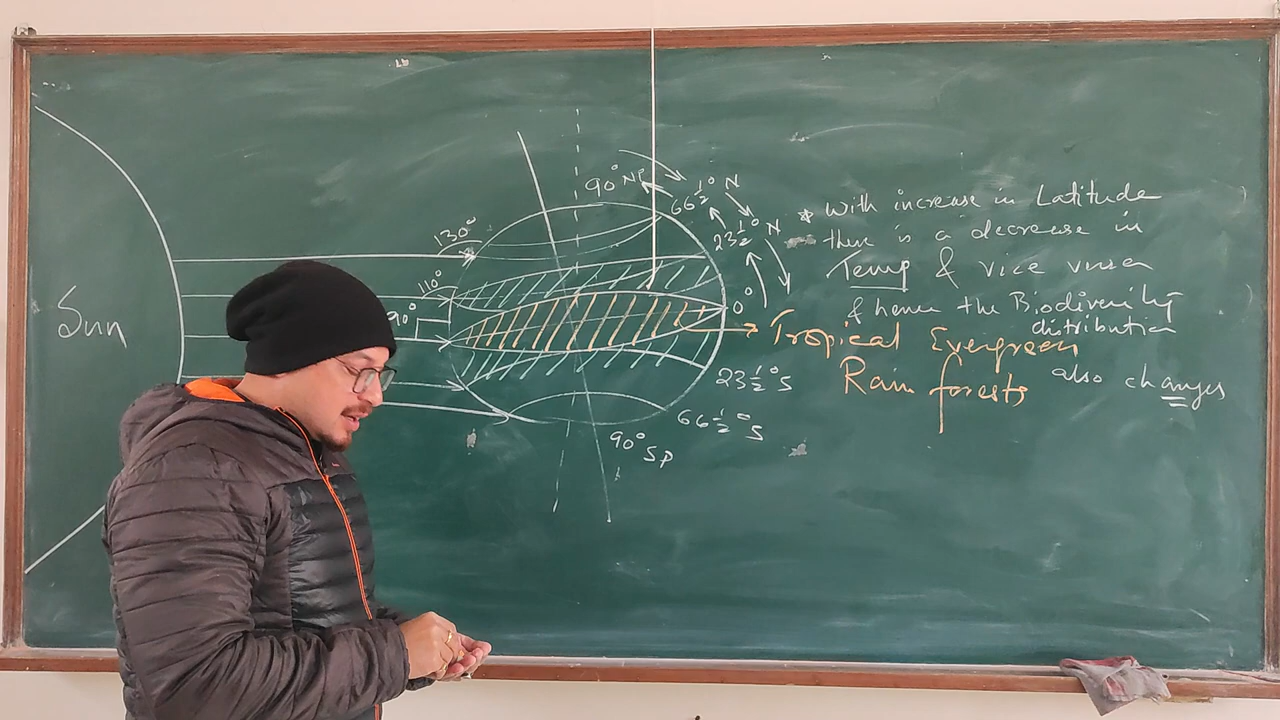 Sun
130°
110°
90°
90° NP
66½° N
23½° N
0°
23½° S
66½° S
90° SP
* With increase in Latitude
there is a decrease in
Temp & vice versa
& hence the Biodiversity
distribution
also changes
Tropical Evergreen
Rain forests